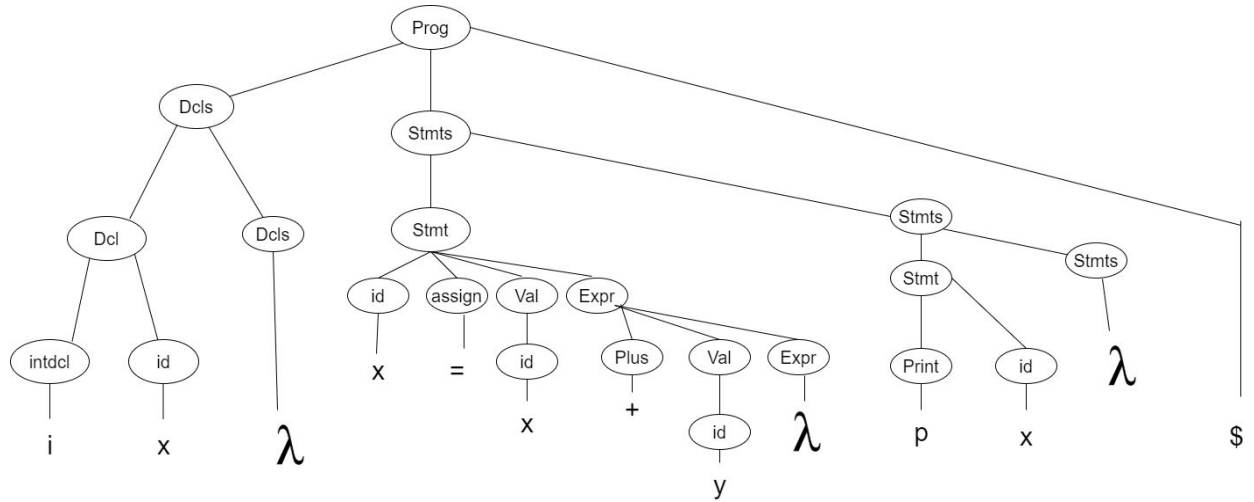 Prog
Dcls
Stmts
Stmts
Dcl
Dcls
Stmt
Stmt
Stmts
id
assign
Val
Expr
intdcl
id
id
Plus
Val
Expr
Print
id
x
=
λ
i
x
λ
x
+
id
λ
p
x
$
y